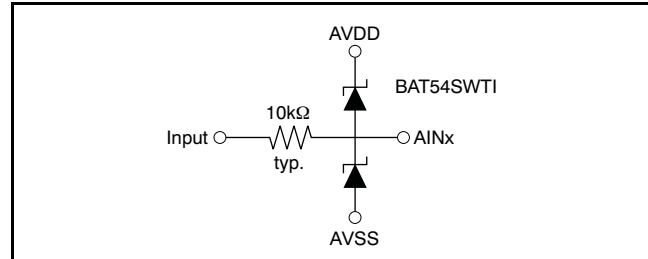 AVDD
BAT54SWTI
10kΩ
Input
AINx
typ.
AVSS